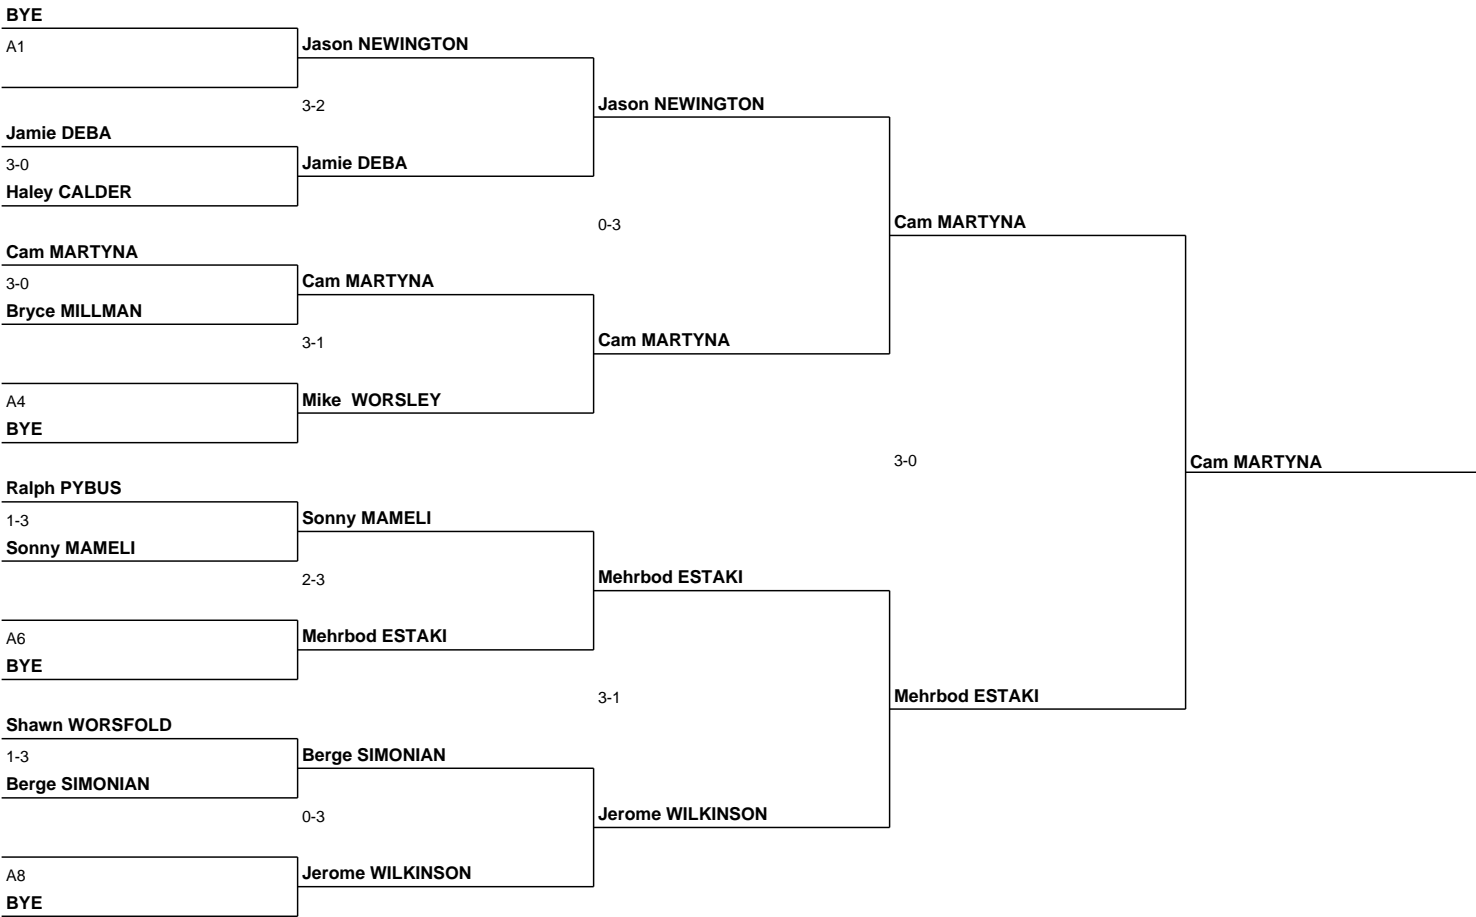 BYE
A1
Jason NEWINGTON
3-2
Jason NEWINGTON
Jamie DEBA
3-0
Jamie DEBA
Haley CALDER
0-3
Cam MARTYNA
Cam MARTYNA
3-0
Cam MARTYNA
Bryce MILLMAN
3-1
Cam MARTYNA
A4
Mike  WORSLEY
BYE
3-0
Cam MARTYNA
Ralph PYBUS
1-3
Sonny MAMELI
Sonny MAMELI
2-3
Mehrbod ESTAKI
A6
Mehrbod ESTAKI
BYE
3-1
Mehrbod ESTAKI
Shawn WORSFOLD
1-3
Berge SIMONIAN
Berge SIMONIAN
0-3
Jerome WILKINSON
A8
Jerome WILKINSON
BYE